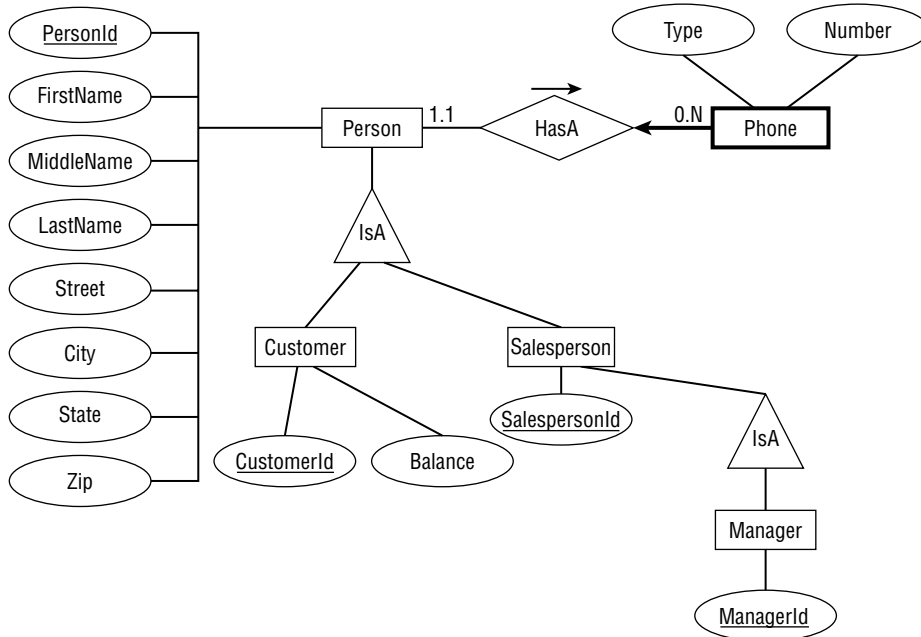 PersonId
Type
Number
FirstName
Person
1.1
HasA
0.N
Phone
MiddleName
LastName
IsA
Street
Customer
Salesperson
City
State
SalespersonId
IsA
CustomerId
Balance
Zip
Manager
ManagerId